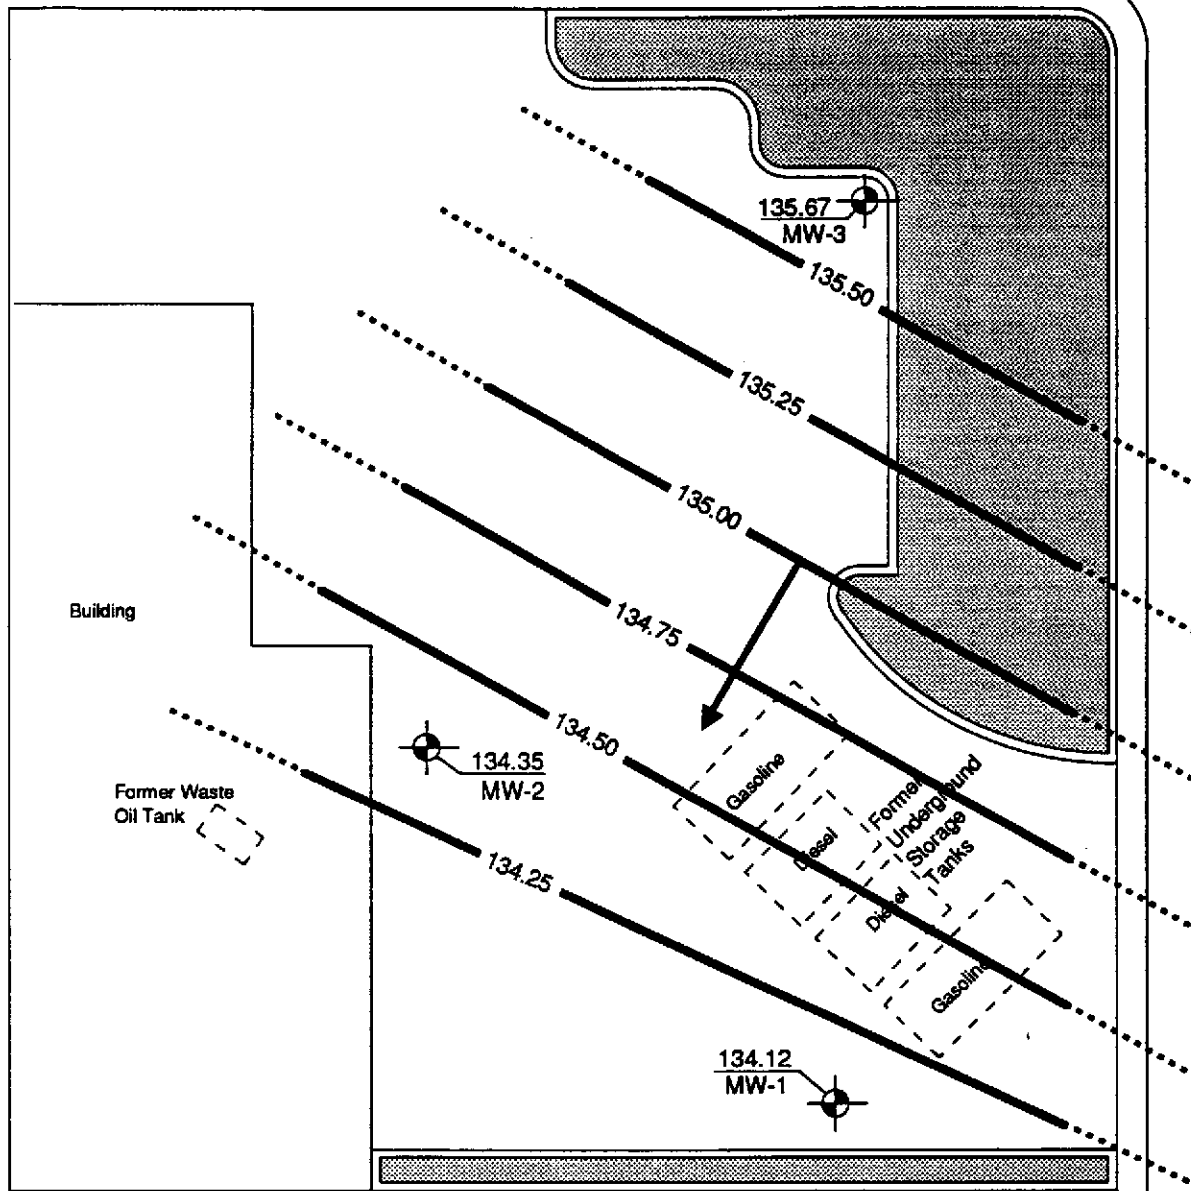 135.67
MW-3
135.50
135.25
135.00
Building
134.75
134.50
134.35
MW-2
Former Waste
Oil Tank
134.25
Gasoline
Diesel
Diesel
Gasoline
Former
Underground
Storage
Tanks
134.12
MW-1